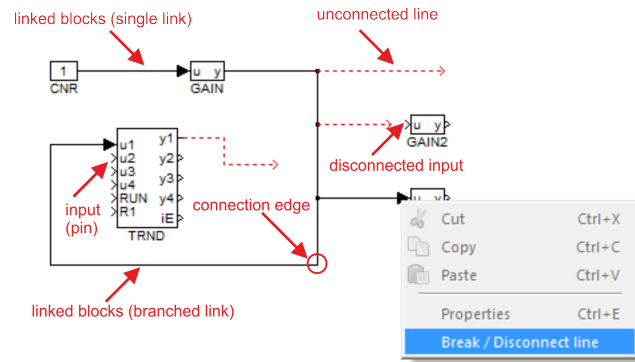 linked blocks (single link)
unconnected line
1
CNR
u y
GAIN
u y
GAIN2
disconnected input
u1 y1
u2 y2
u3 y3
u4 y4
RUN
R1 iE
TRND
input
(pin)
connection edge
linked blocks (branched link)
u y
Cut Ctrl+X
Copy Ctrl+C
Paste Ctrl+V
Properties Ctrl+E
Break / Disconnect line